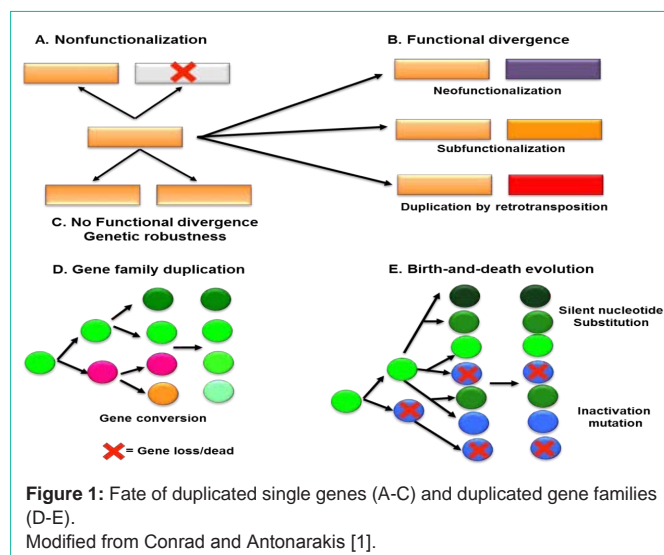 A. Nonfunctionalization
B. Functional divergence
Neofunctionalization
Subfunctionalization
Duplication by retrotransposition
C. No Functional divergence
Genetic robustness
D. Gene family duplication
Gene conversion
= Gene loss/dead
E. Birth-and-death evolution
Silent nucleotide
Substitution
Inactivation
mutation
Figure 1: Fate of duplicated single genes (A-C) and duplicated gene families
(D-E).
Modified from Conrad and Antonarakis [1].